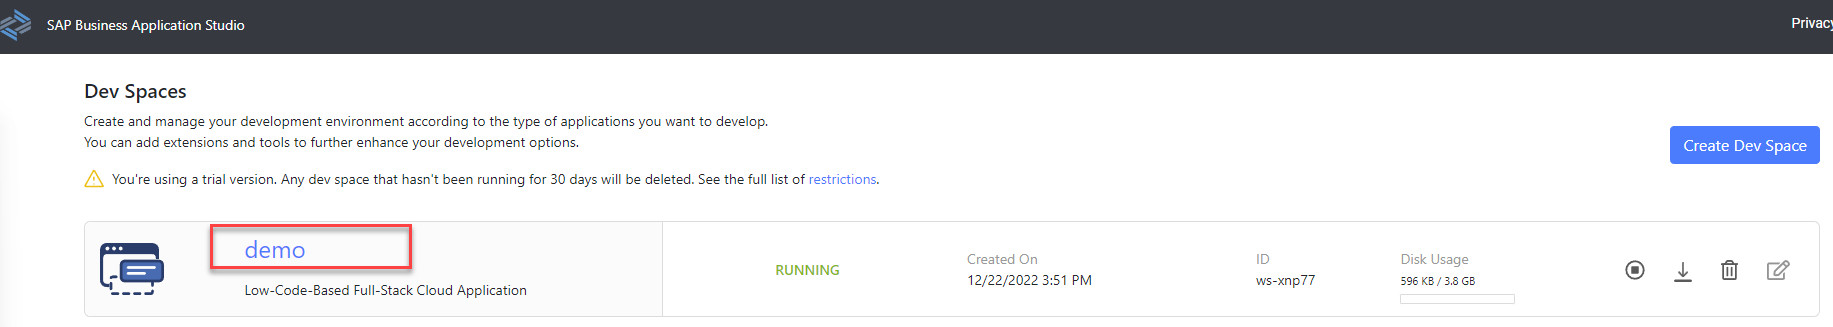 SAP Business Application Studio
Privacy
Dev Spaces
Create and manage your development environment according to the type of applications you want to develop.
You can add extensions and tools to further enhance your development options.
Create Dev Space
You're using a trial version. Any dev space that hasn't been running for 30 days will be deleted. See the full list of restrictions.
demo
Low-Code-Based Full-Stack Cloud Application
RUNNING
Created On
12/22/2022 3:51 PM
ID
ws-xnp77
Disk Usage
596 KB / 3.8 GB